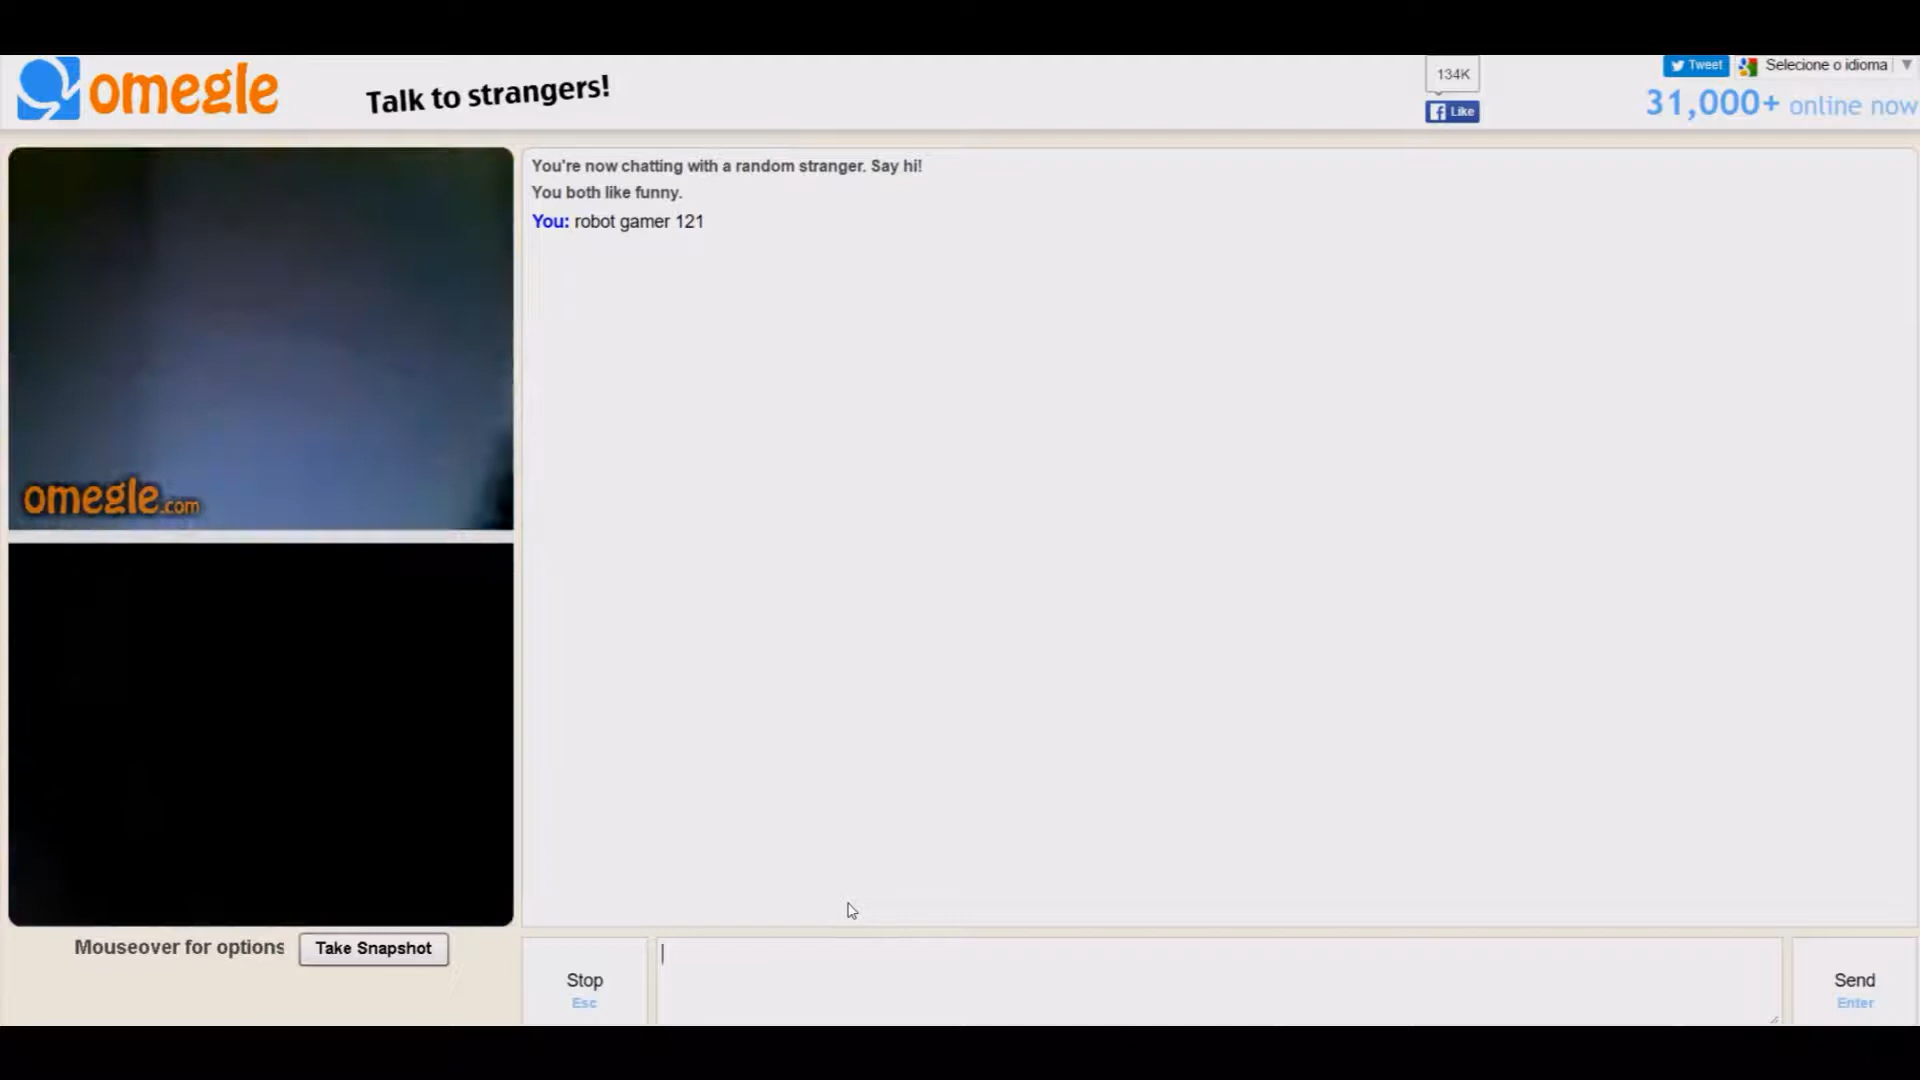 omegle
Talk to strangers!
134K
Like
Tweet
Selecione o idioma
31,000+ online now
omegle.com
You're now chatting with a random stranger. Say hi!
You both like funny.
You: robot gamer 121
Mouseover for options
Take Snapshot
Stop
Esc
Send
Enter